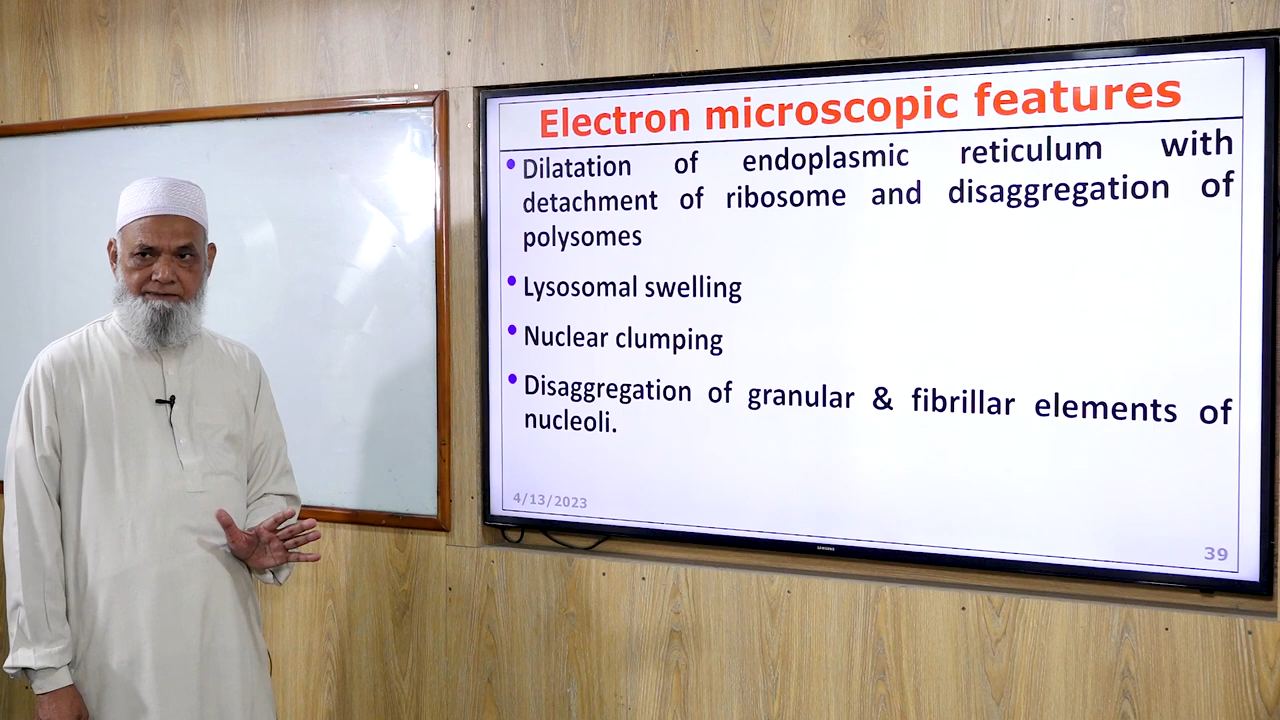 Electron microscopic features
• Dilatation of endoplasmic reticulum with
detachment of ribosome and disaggregation of
polysomes
• Lysosomal swelling
• Nuclear clumping
• Disaggregation of granular & fibrillar elements of
nucleoli.
4/13/2023
39
SAMSUNG